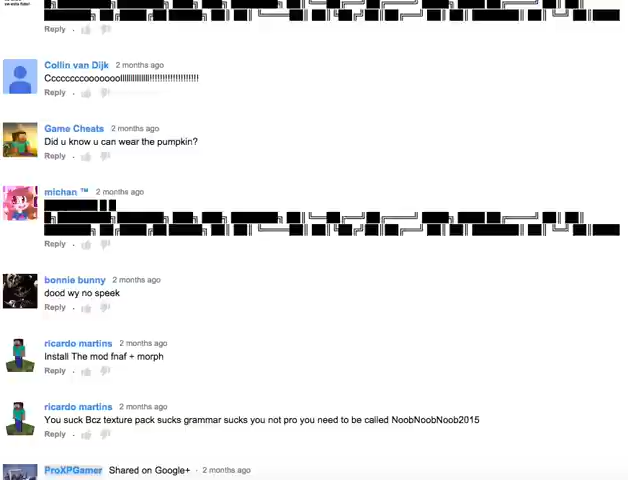 Reply
Collin van Dijk 2 months ago
Ccccccccooooooollllllllllllll!!!!!!!!!!!!!!!!!!!
Reply
Game Cheats 2 months ago
Did u know u can wear the pumpkin?
Reply
michan ™ 2 months ago
Reply
bonnie bunny 2 months ago
dood wy no speek
Reply
ricardo martins 2 months ago
Install The mod fnaf + morph
Reply
ricardo martins 2 months ago
You suck Bcz texture pack sucks grammar sucks you not pro you need to be called NoobNoobNoob2015
Reply
ProXPGamer Shared on Google+ · 2 months ago